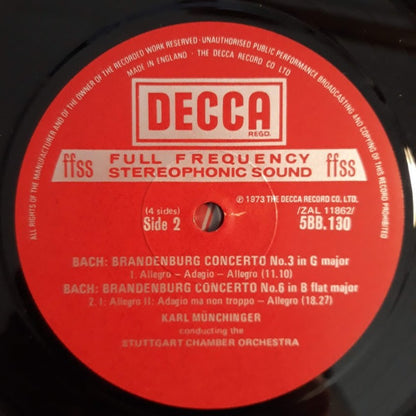 ALL RIGHTS OF THE MANUFACTURER AND OF THE OWNER OF THE RECORDED WORK RESERVED · UNAUTHORISED PUBLIC PERFORMANCE BROADCASTING AND COPYING OF THIS RECORD PROHIBITED
MADE IN ENGLAND · THE DECCA RECORD CO LTD
DECCA
REGD.
ffss FULL FREQUENCY ffss
STEREOPHONIC SOUND
℗ 1973 THE DECCA RECORD CO. LTD.
(4 sides) /ZAL 11862/
Side 2 5BB.130
BACH: BRANDENBURG CONCERTO No.3 in G major
1. Allegro – Adagio – Allegro (11.10)
BACH: BRANDENBURG CONCERTO No.6 in B flat major
2. I: Allegro II: Adagio ma non troppo – Allegro (18.27)
KARL MÜNCHINGER
conducting the
STUTTGART CHAMBER ORCHESTRA